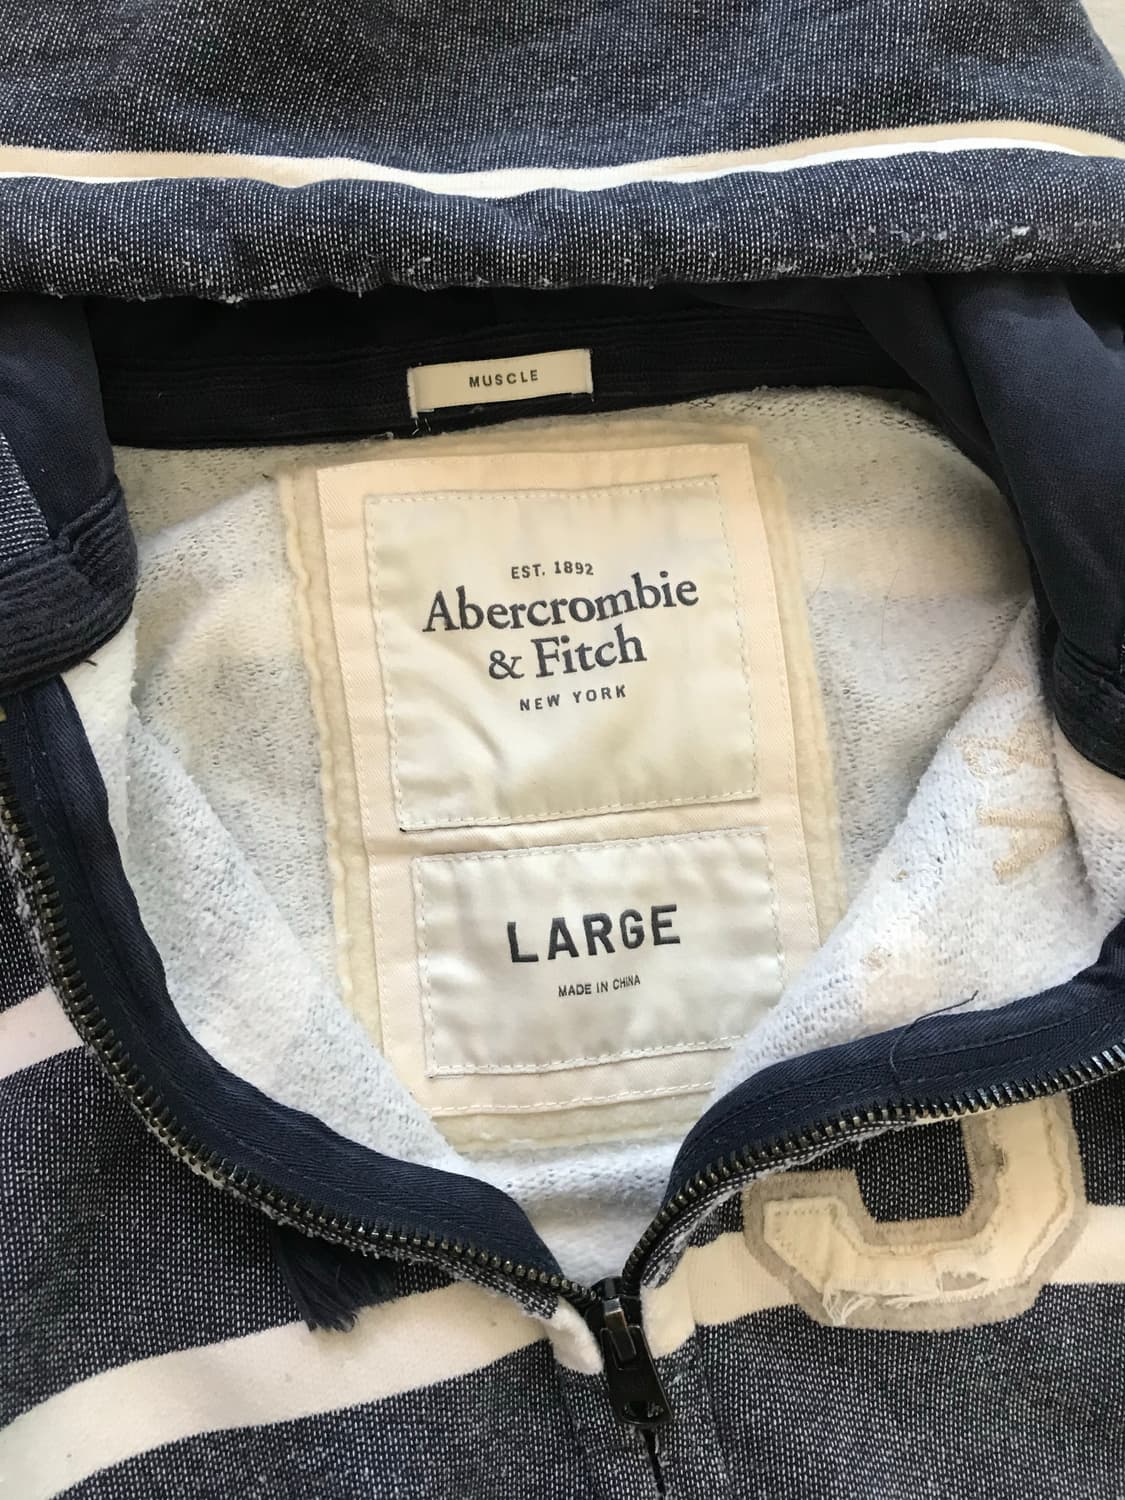 MUSCLE
EST. 1892
Abercrombie
& Fitch
NEW YORK
LARGE
MADE IN CHINA